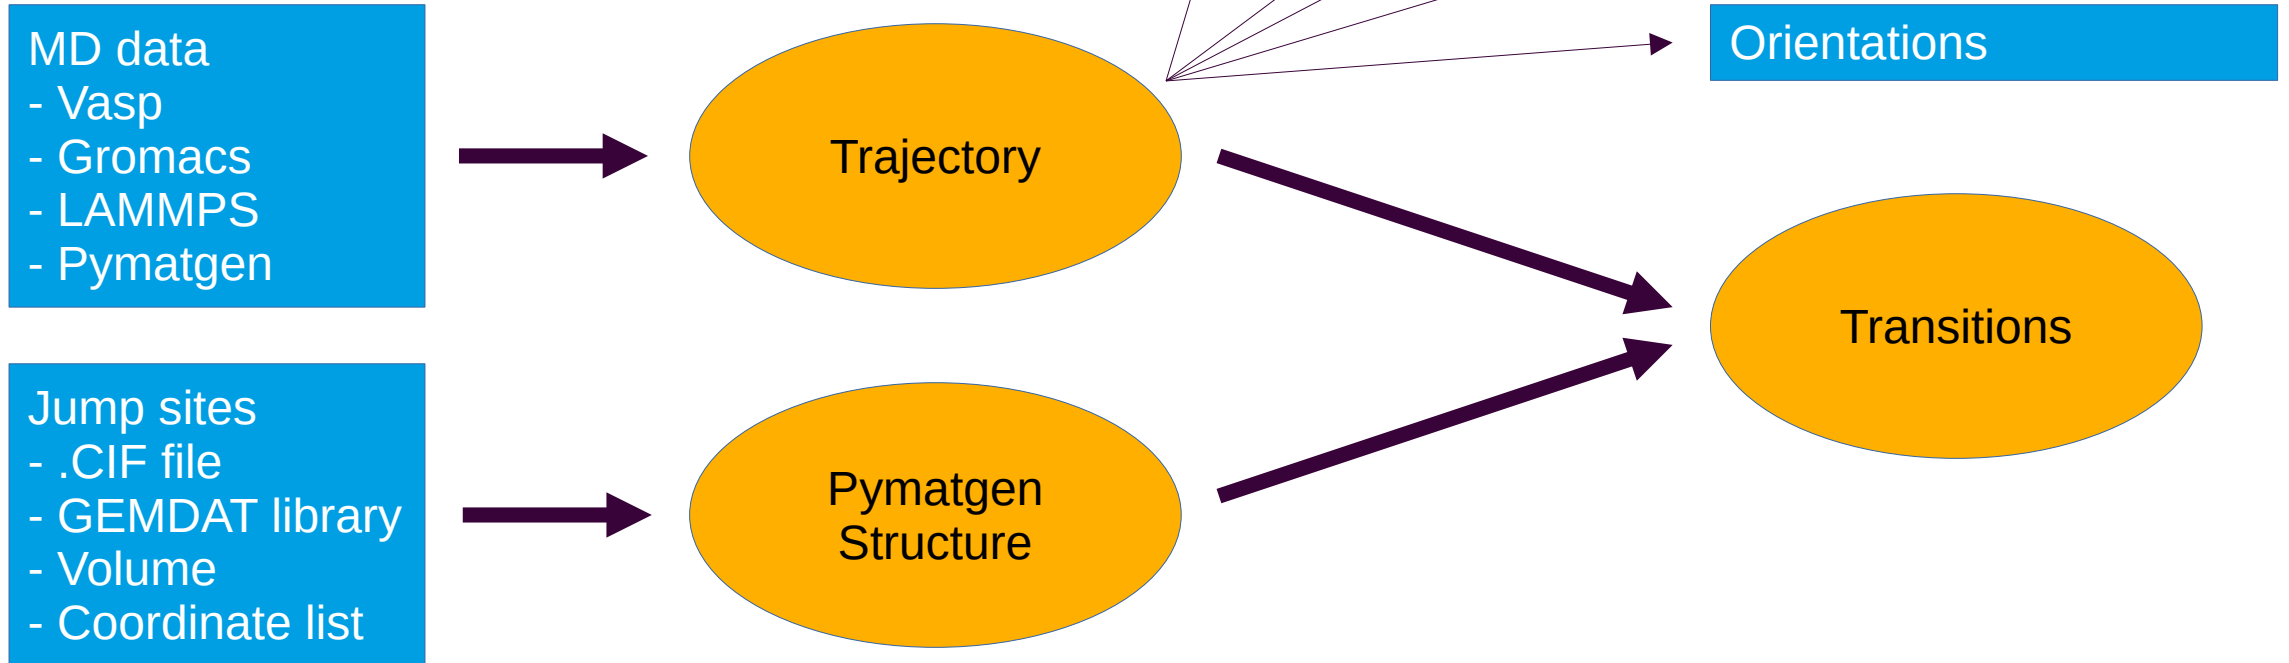 MD data
- Vasp
- Gromacs
- LAMMPS
- Pymatgen
Trajectory
Orientations
Transitions
Jump sites
- .CIF file
- GEMDAT library
- Volume
- Coordinate list
Pymatgen
Structure